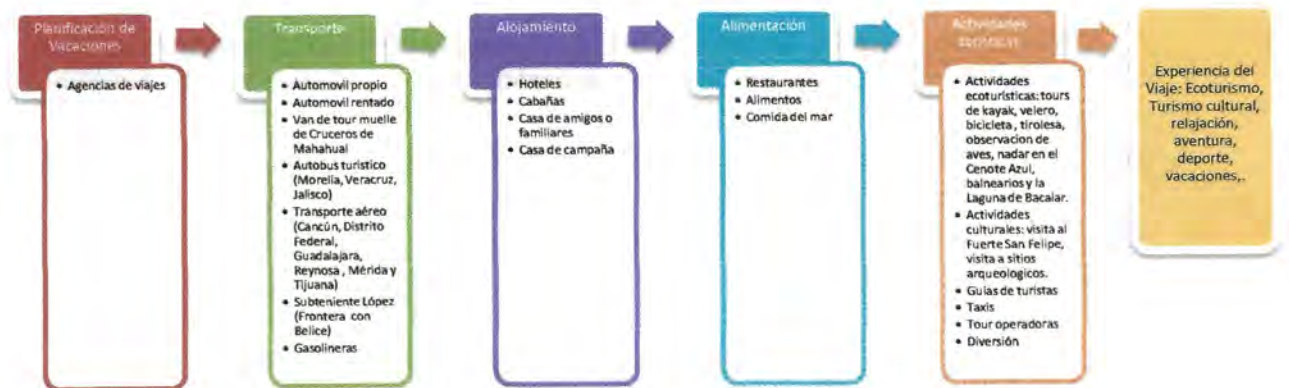 Planificación de
Vacaciones
• Agencias de viajes
Transporte
• Automovil propio
• Automovil rentado
• Van de tour muelle
de Cruceros de
Mahahual
• Autobus turistico
(Morelia, Veracruz,
Jalisco)
• Transporte aéreo
(Cancún, Distrito
Federal,
Guadalajara,
Reynosa , Mérida y
Tijuana)
• Subteniente López
(Frontera con
Belice)
• Gasolineras
Alojamiento
• Hoteles
• Cabañas
• Casa de amigos o
familiares
• Casa de campaña
Alimentación
• Restaurantes
• Alimentos
• Comida del mar
Actividades
• Actividades
ecoturísticas: tours
de kayak, velero,
bicicleta , tirolesa,
observacion de
aves, nadar en el
Cenote Azul,
balnearios y la
Laguna de Bacalar.
• Actividades
culturales: visita al
Fuerte San Felipe,
visita a sitios
arqueologicos.
• Guias de turistas
• Taxis
• Tour operadoras
• Diversión
Experiencia del
Viaje: Ecoturismo,
Turismo cultural,
relajación,
aventura,
deporte,
vacaciones,.